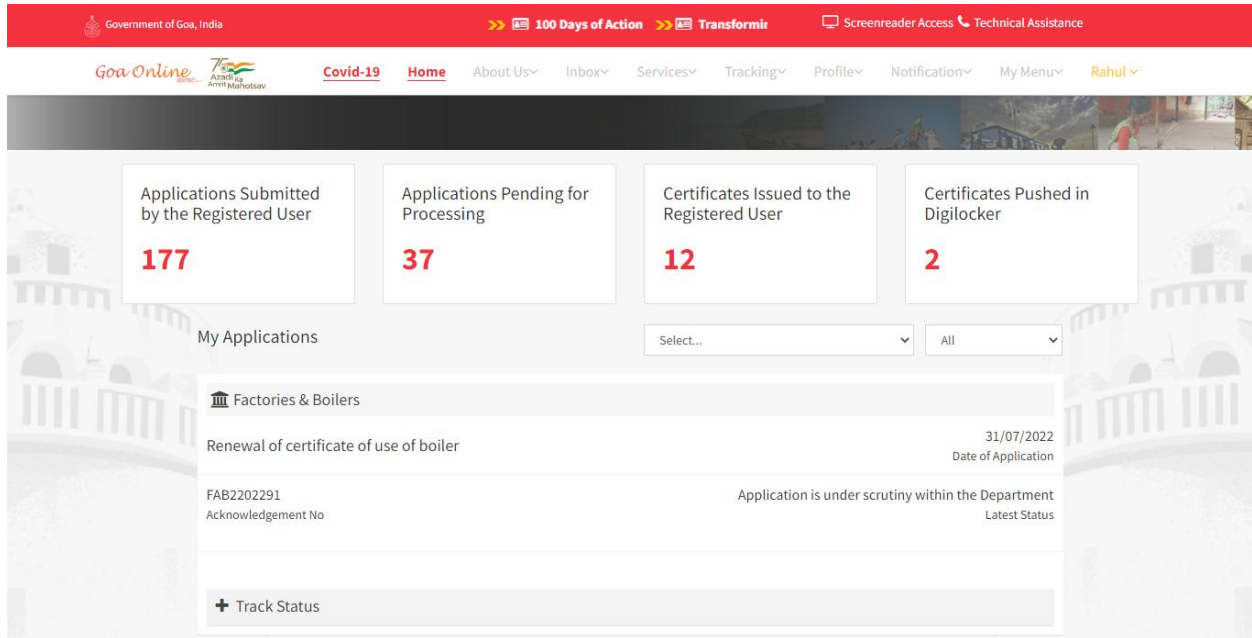 Government of Goa, India
100 Days of Action
Transformin
Screenreader Access
Technical Assistance
Goa Online
Azadi Ka
Amrit Mahotsav
Covid-19
Home
About Us
Inbox
Services
Tracking
Profile
Notification
My Menu
Rahul
Applications Submitted
by the Registered User
177
Applications Pending for
Processing
37
Certificates Issued to the
Registered User
12
Certificates Pushed in
Digilocker
2
My Applications
Select...
All
Factories & Boilers
Renewal of certificate of use of boiler
31/07/2022
Date of Application
FAB2202291
Acknowledgement No
Application is under scrutiny within the Department
Latest Status
Track Status